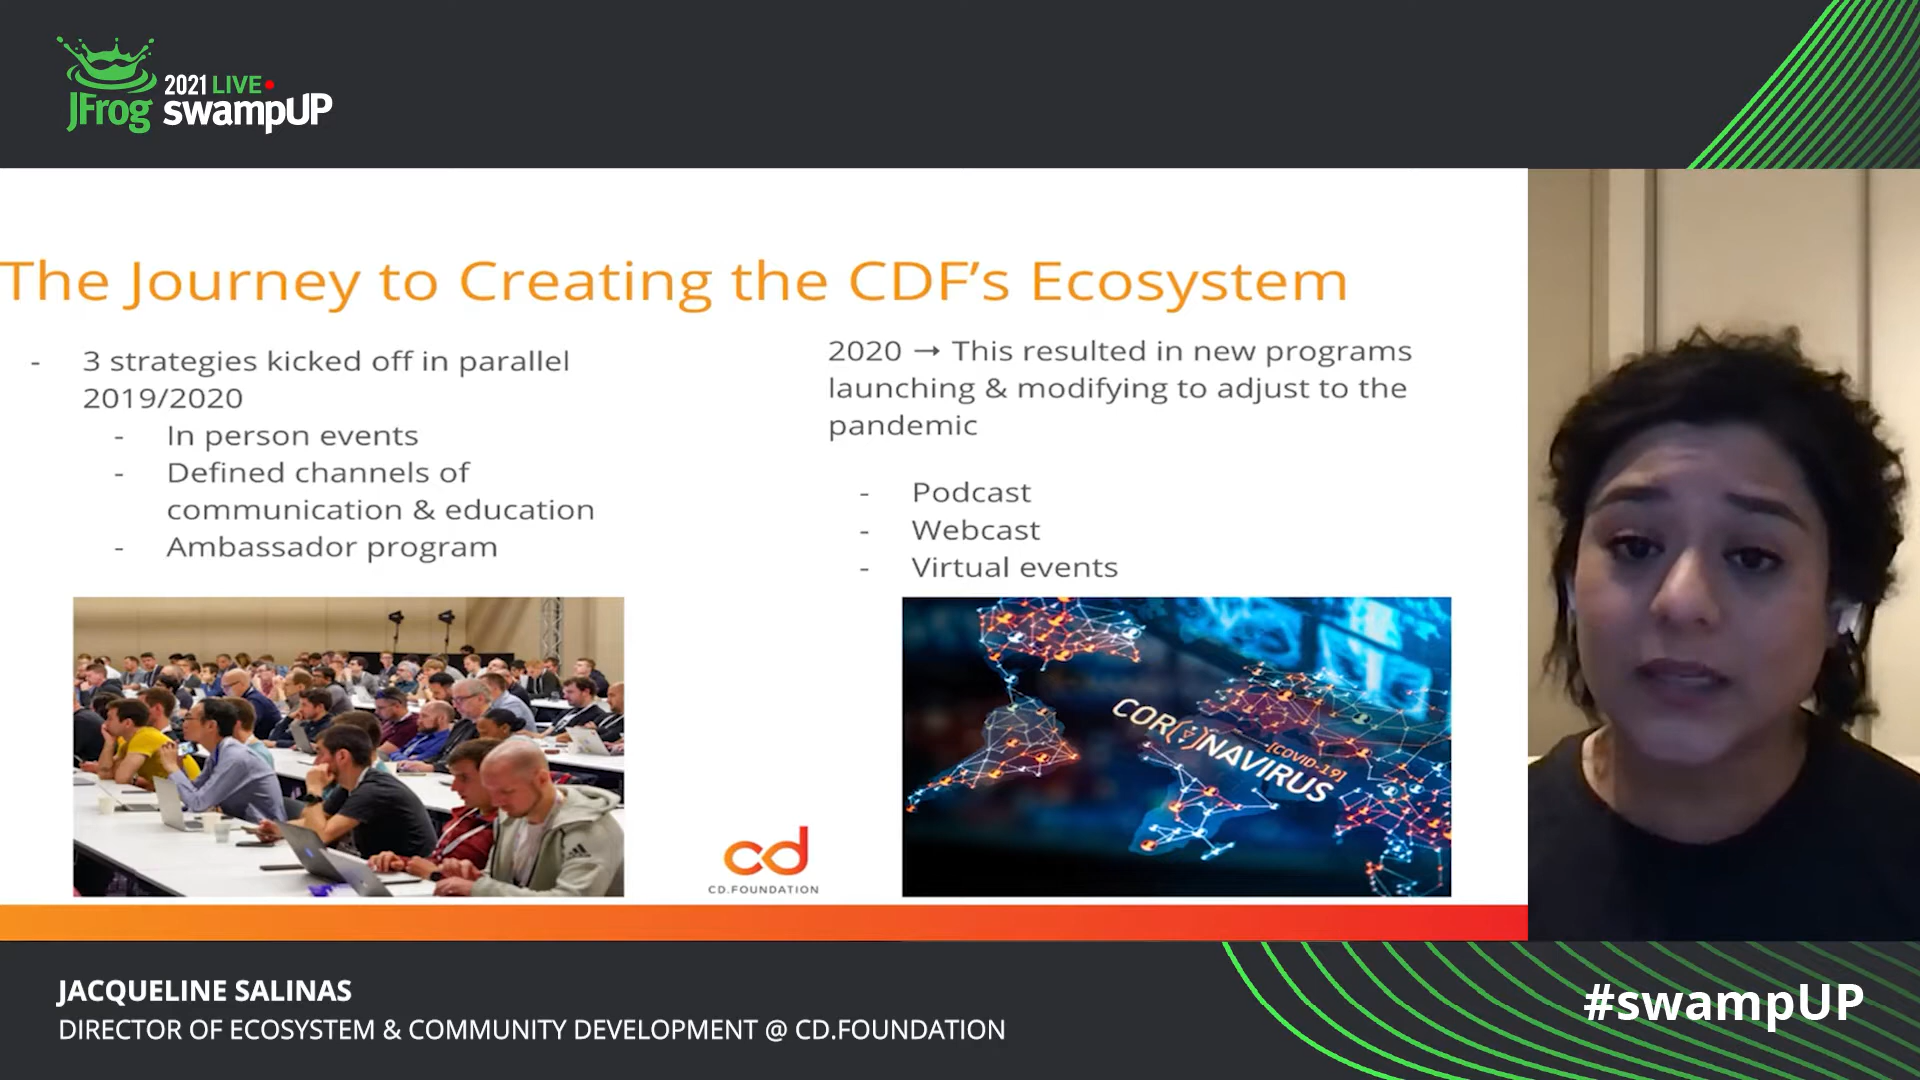 2021 LIVE
JFrog swampUP
The Journey to Creating the CDF's Ecosystem
- 3 strategies kicked off in parallel
2019/2020
- In person events
- Defined channels of
communication & education
- Ambassador program
2020 → This resulted in new programs
launching & modifying to adjust to the
pandemic
- Podcast
- Webcast
- Virtual events
CORONAVIRUS
[COVID-19]
cd
CD.FOUNDATION
JACQUELINE SALINAS
DIRECTOR OF ECOSYSTEM & COMMUNITY DEVELOPMENT @ CD.FOUNDATION
#swampUP